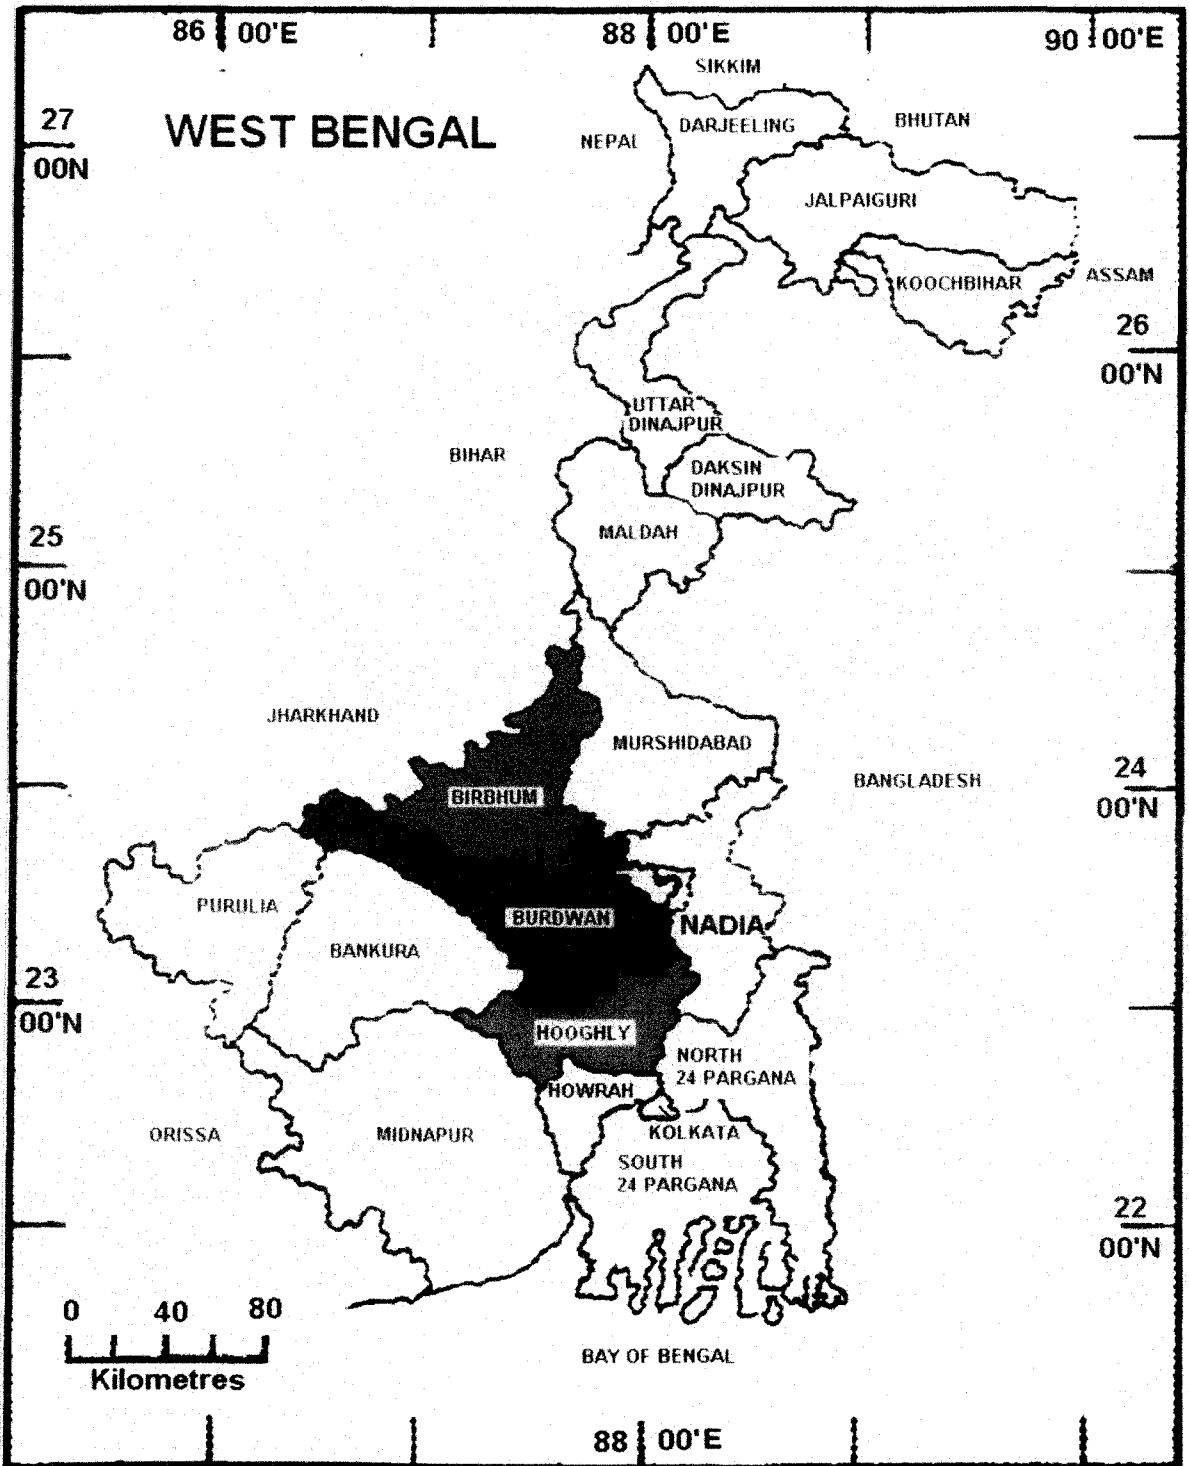 86 00'E
88 00'E
90 00'E
SIKKIM
27
00N
WEST BENGAL
NEPAL
DARJEELING
BHUTAN
JALPAIGURI
KOOCHBIHAR
ASSAM
26
00'N
UTTAR
DINAJPUR
BIHAR
DAKSIN
DINAJPUR
MALDAH
25
00'N
JHARKHAND
MURSHIDABAD
BANGLADESH
24
00'N
BIRBHUM
PURULIA
BURDWAN
NADIA
BANKURA
23
00'N
HOOGHLY
NORTH
24 PARGANA
HOWRAH
ORISSA
MIDNAPUR
KOLKATA
SOUTH
24 PARGANA
22
00'N
0 40 80
Kilometres
BAY OF BENGAL
88 00'E